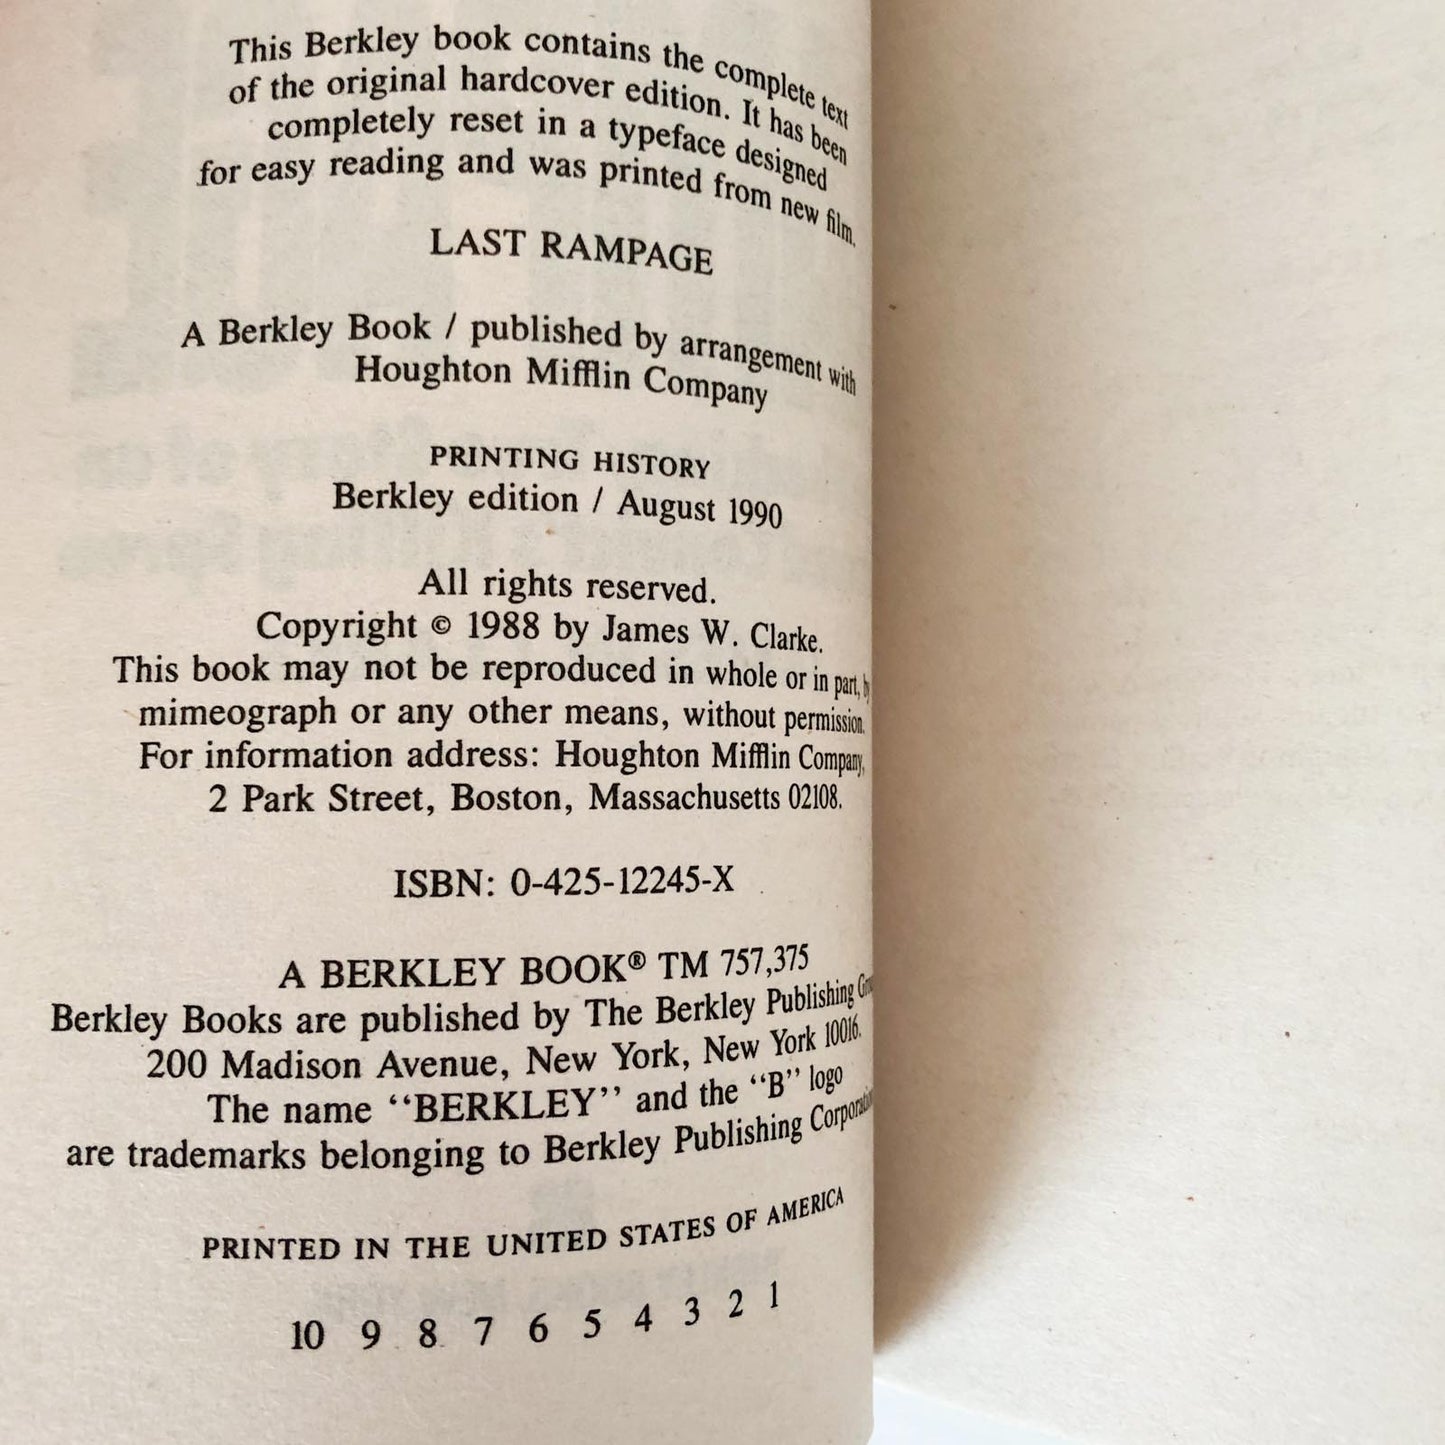 This Berkley book contains the complete text
of the original hardcover edition. It has been
completely reset in a typeface designed
for easy reading and was printed from new film.
LAST RAMPAGE
A Berkley Book / published by arrangement with
Houghton Mifflin Company
PRINTING HISTORY
Berkley edition / August 1990
All rights reserved.
Copyright © 1988 by James W. Clarke.
This book may not be reproduced in whole or in part, by
mimeograph or any other means, without permission.
For information address: Houghton Mifflin Company,
2 Park Street, Boston, Massachusetts 02108.
ISBN: 0-425-12245-X
A BERKLEY BOOK® TM 757,375
Berkley Books are published by The Berkley Publishing
200 Madison Avenue, New York, New York 10016.
The name “BERKLEY” and the “B” logo
are trademarks belonging to Berkley Publishing Corporation
PRINTED IN THE UNITED STATES OF AMERICA
10 9 8 7 6 5 4 3 2 1